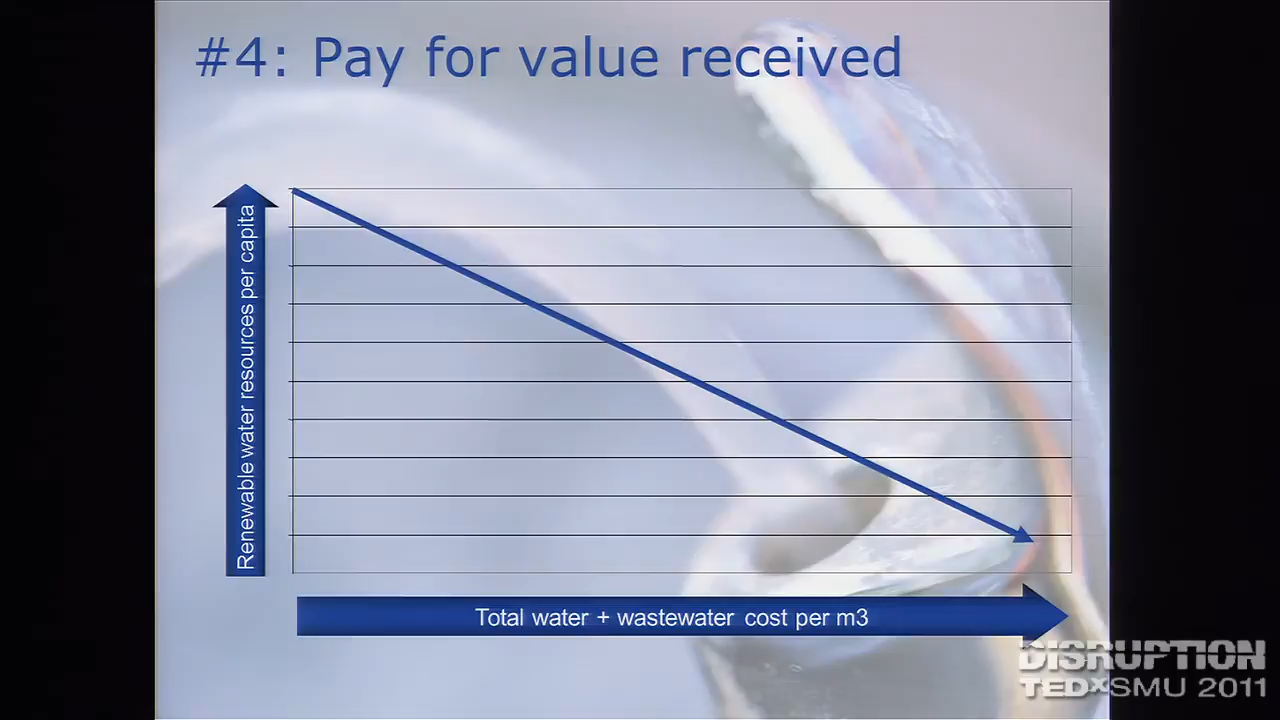 #4: Pay for value received
Renewable water resources per capita
Total water + wastewater cost per m3
DISRUPTION
TEDxSMU 2011